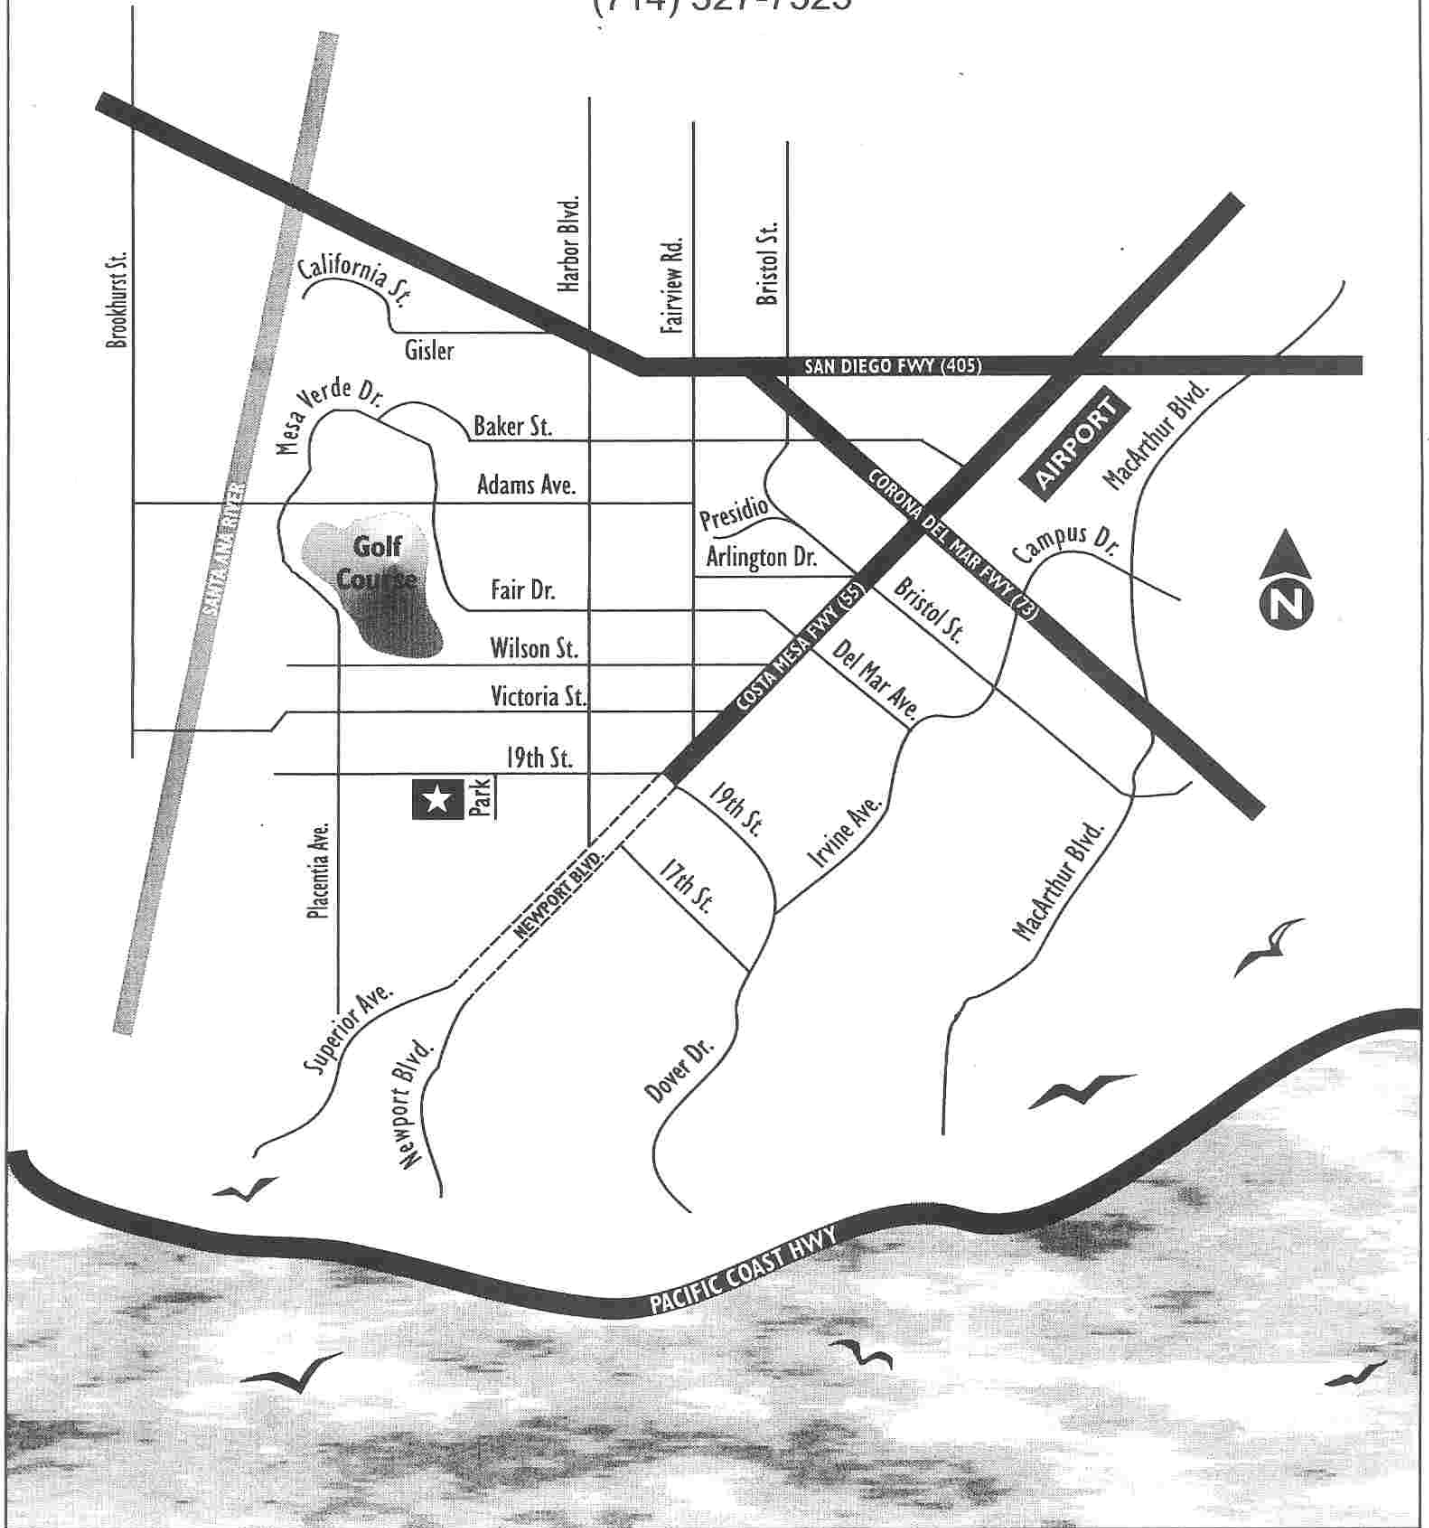 (714) 527-7523
Brookhurst St.
Harbor Blvd.
Fairview Rd.
Bristol St.
California St.
Gisler
SAN DIEGO FWY (405)
Mesa Verde Dr.
Baker St.
AIRPORT
MacArthur Blvd.
Adams Ave.
CORONA DEL MAR FWY (73)
Presidio
Campus Dr.
SANTA ANA RIVER
Golf
Course
Arlington Dr.
Fair Dr.
Bristol St.
N
COSTA MESA FWY (55)
Wilson St.
Del Mar Ave.
Victoria St.
19th St.
Park
19th St.
Irvine Ave.
Placentia Ave.
NEWPORT BLVD.
17th St.
MacArthur Blvd.
Superior Ave.
Newport Blvd.
Dover Dr.
PACIFIC COAST HWY